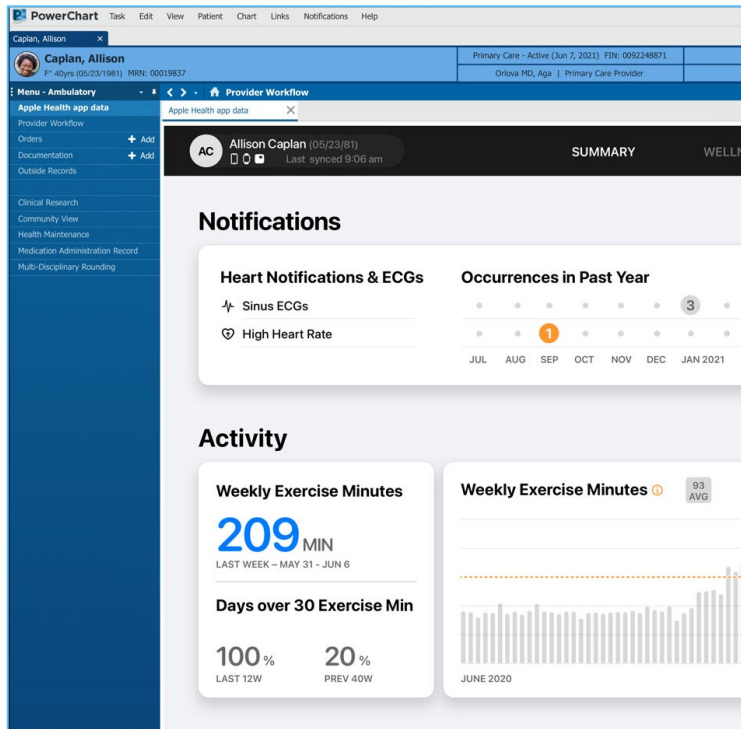 PowerChart Task Edit View Patient Chart Links Notifications Help
Caplan, Allison ×
Caplan, Allison
F* 40yrs (05/23/1981) MRN: 00019837
Primary Care - Active (Jun 7, 2021) FIN: 0092248871
Orlova MD, Aga | Primary Care Provider
Menu - Ambulatory
Provider Workflow
Apple Health app data
Provider Workflow
Orders + Add
Documentation + Add
Outside Records
Clinical Research
Community View
Health Maintenance
Medication Administration Record
Multi-Disciplinary Rounding
Apple Health app data ×
AC
Allison Caplan (05/23/81)
Last synced 9:06 am
SUMMARY
WELLN
Notifications
Heart Notifications & ECGs
Sinus ECGs
High Heart Rate
Occurrences in Past Year
3
1
JUL AUG SEP OCT NOV DEC JAN 2021
Activity
Weekly Exercise Minutes
209 MIN
LAST WEEK – MAY 31 - JUN 6
Days over 30 Exercise Min
100 %
LAST 12W
20 %
PREV 40W
Weekly Exercise Minutes
93
AVG
JUNE 2020